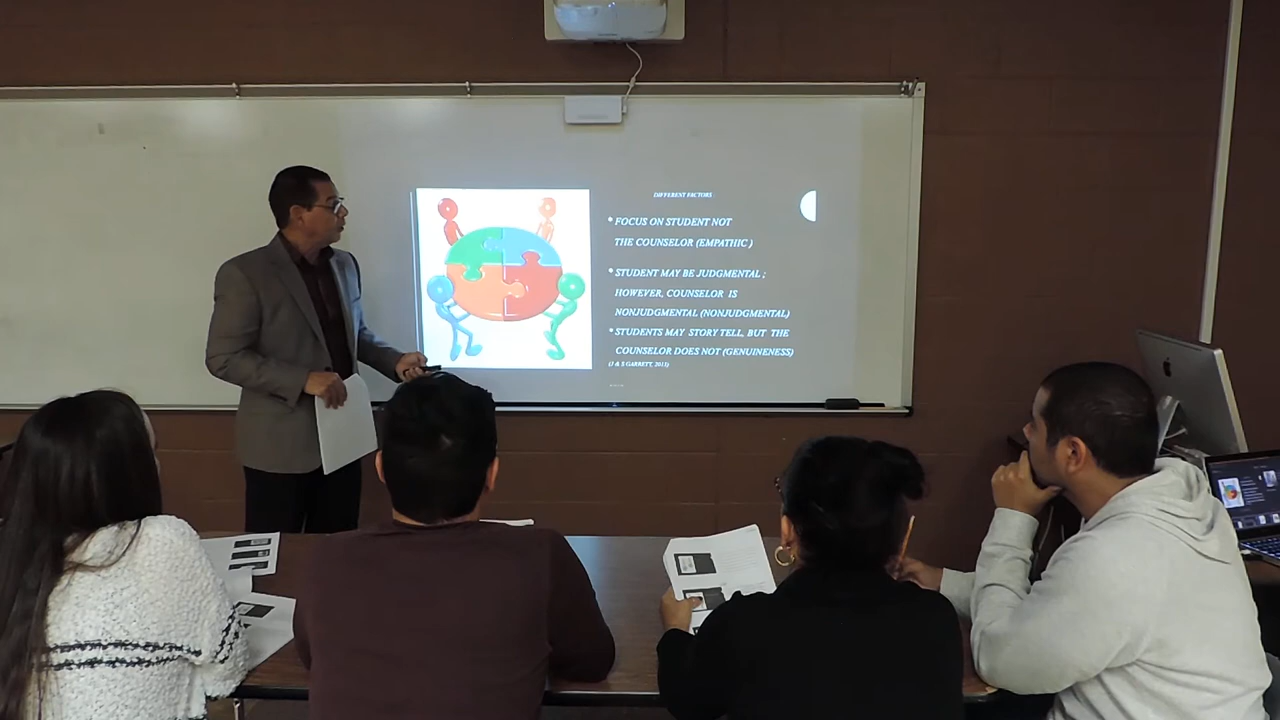 DIFFERENT FACTORS
* FOCUS ON STUDENT NOT
THE COUNSELOR (EMPATHIC )
* STUDENT MAY BE JUDGMENTAL ;
HOWEVER, COUNSELOR IS
NONJUDGMENTAL (NONJUDGMENTAL)
* STUDENTS MAY STORY TELL, BUT THE
COUNSELOR DOES NOT (GENUINENESS)